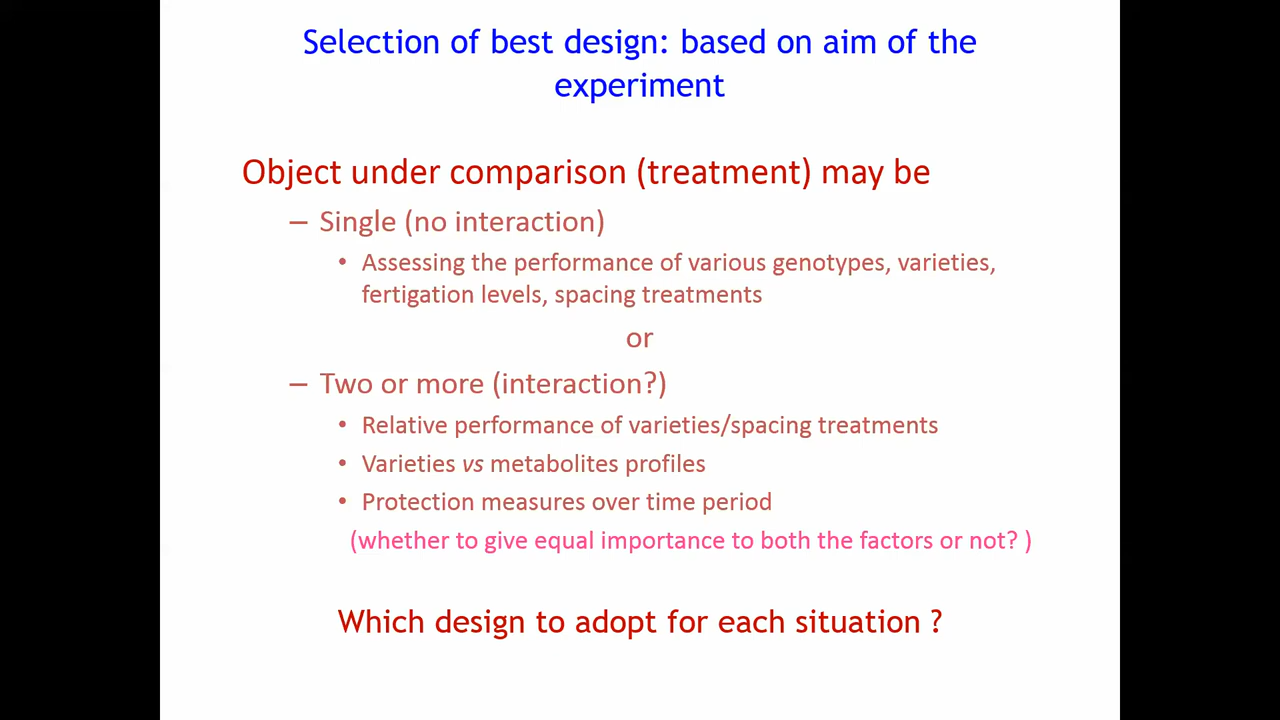 Selection of best design: based on aim of the
experiment
Object under comparison (treatment) may be
– Single (no interaction)
• Assessing the performance of various genotypes, varieties,
fertigation levels, spacing treatments
or
– Two or more (interaction?)
• Relative performance of varieties/spacing treatments
• Varieties vs metabolites profiles
• Protection measures over time period
(whether to give equal importance to both the factors or not? )
Which design to adopt for each situation ?